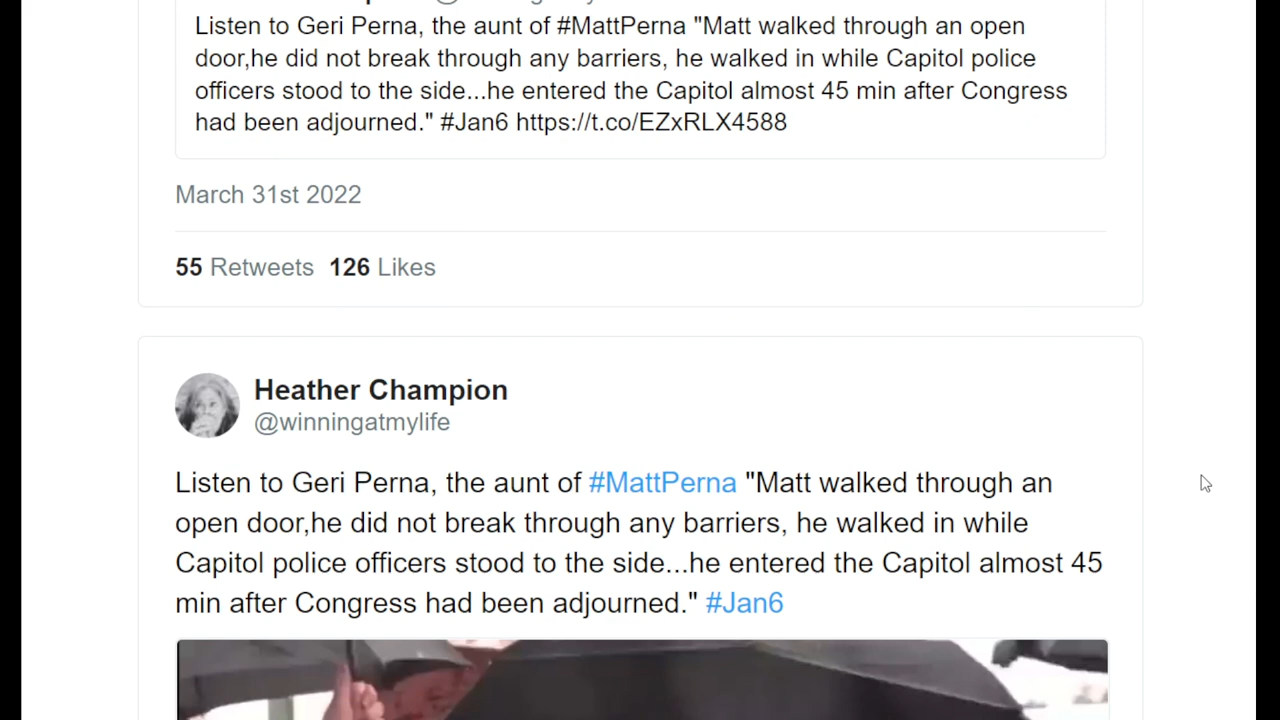 Listen to Geri Perna, the aunt of #MattPerna "Matt walked through an open
door,he did not break through any barriers, he walked in while Capitol police
officers stood to the side...he entered the Capitol almost 45 min after Congress
had been adjourned." #Jan6 https://t.co/EZxRLX4588
March 31st 2022
55 Retweets 126 Likes
Heather Champion
@winningatmylife
Listen to Geri Perna, the aunt of #MattPerna "Matt walked through an
open door,he did not break through any barriers, he walked in while
Capitol police officers stood to the side...he entered the Capitol almost 45
min after Congress had been adjourned." #Jan6